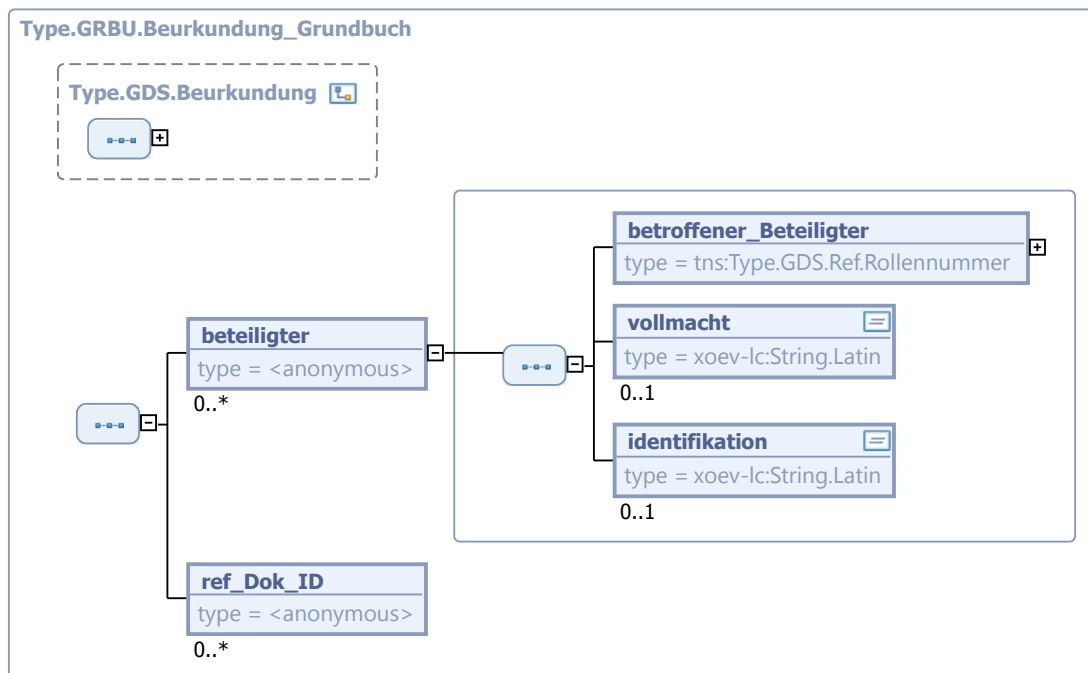 Type.GRBU.Beurkundung_Grundbuch
Type.GDS.Beurkundung
betroffener_Beteiligter
type = tns:Type.GDS.Ref.Rollennummer
vollmacht
type = xoev-lc:String.Latin
0..1
beteiligter
type = <anonymous>
0..*
identifikation
type = xoev-lc:String.Latin
0..1
ref_Dok_ID
type = <anonymous>
0..*